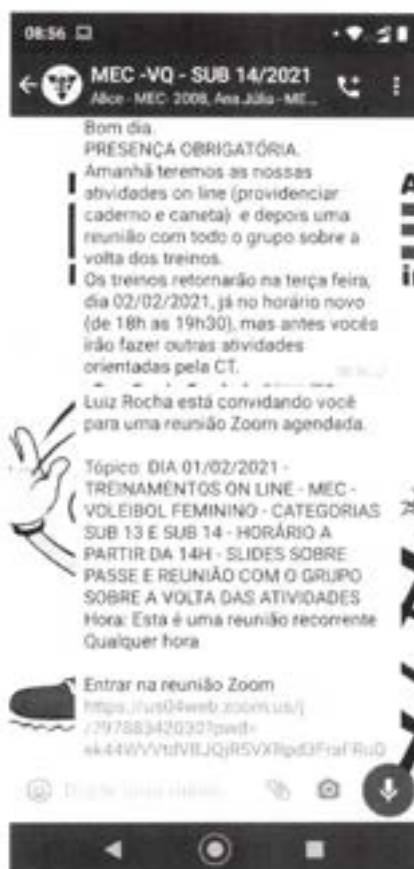 08:56
MEC -VQ - SUB 14/2021
Alice - MEC- 2008, Ana Júlia - ME...
Bom dia.
PRESENÇA OBRIGATÓRIA.
Amanhã teremos as nossas
atividades on line (providenciar
caderno e caneta) e depois uma
reunião com todo o grupo sobre a
volta dos treinos.
Os treinos retornarão na terça feira,
dia 02/02/2021, já no horário novo
(de 18h as 19h30), mas antes vocês
irão fazer outras atividades
orientadas pela CT.
Luiz Rocha está convidando você
para uma reunião Zoom agendada.
Tópico: DIA 01/02/2021 -
TREINAMENTOS ON LINE - MEC -
VOLEIBOL FEMININO - CATEGORIAS
SUB 13 E SUB 14 - HORÁRIO A
PARTIR DA 14H - SLIDES SOBRE
PASSE E REUNIÃO COM O GRUPO
SOBRE A VOLTA DAS ATIVIDADES
Hora: Esta é uma reunião recorrente
Qualquer hora
Entrar na reunião Zoom
https://us04web.zoom.us/j